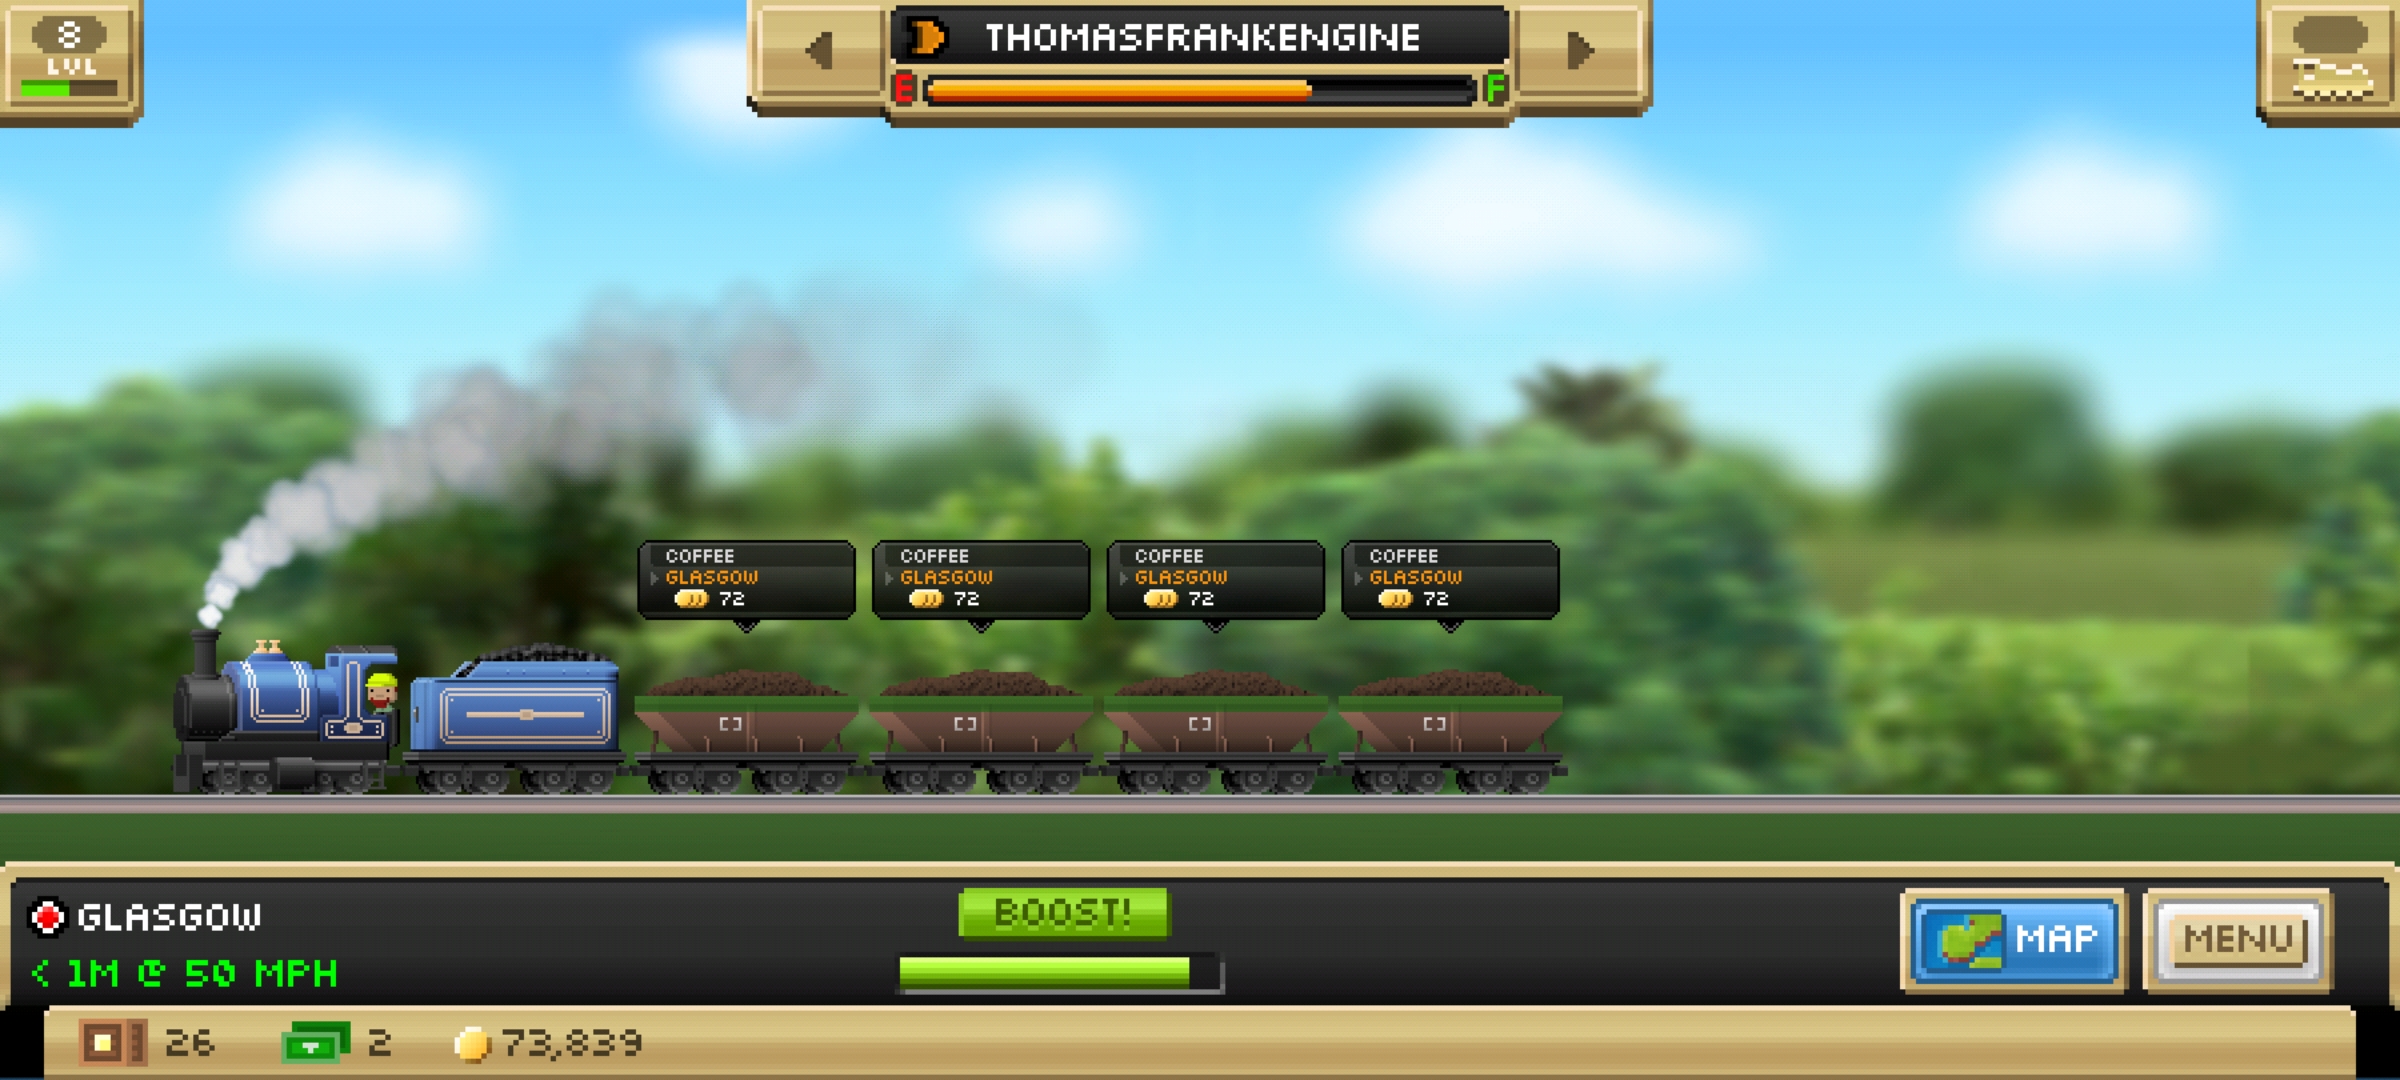 8
LVL
THOMASFRANKENGINE
E F
COFFEE
GLASGOW
72
COFFEE
GLASGOW
72
COFFEE
GLASGOW
72
COFFEE
GLASGOW
72
GLASGOW
< 1M @ 50 MPH
BOOST!
MAP
MENU
26 2 73,839